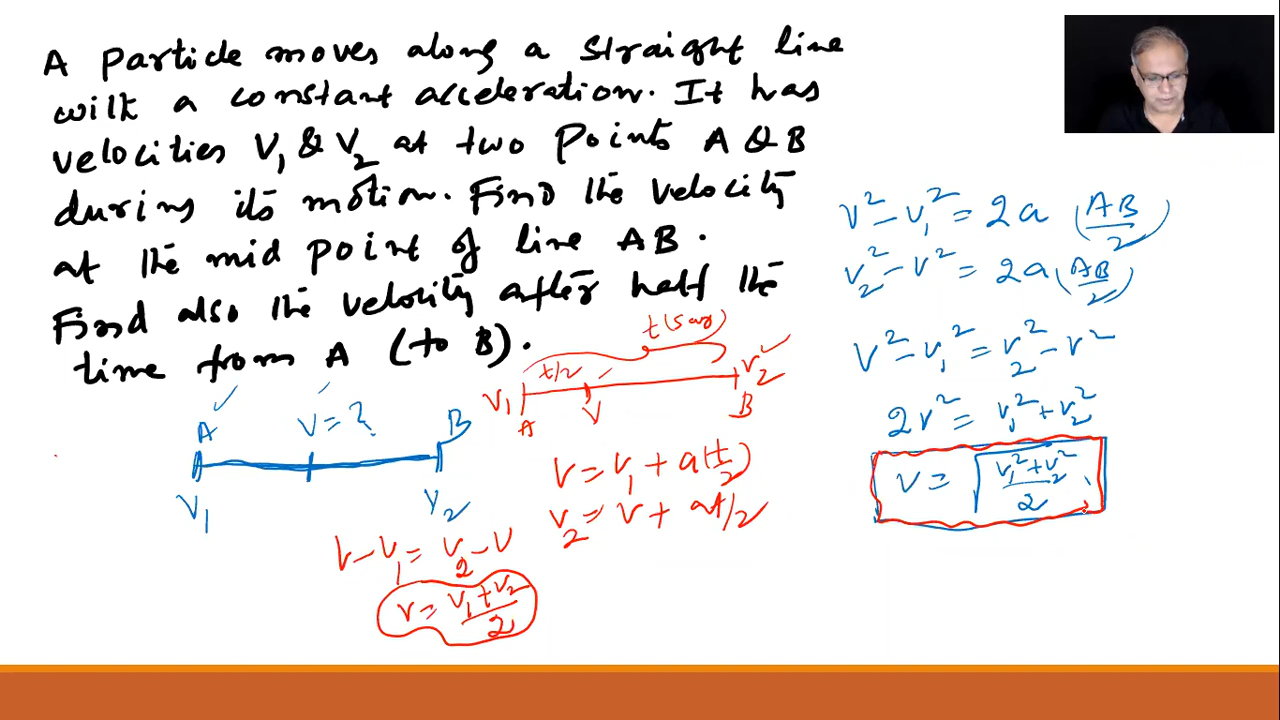 A particle moves along a straight line
with a constant acceleration. It has
velocities V₁ & V₂ at two points A & B
during its motion. Find the velocity
at the mid point of line AB.
Find also the velocity after half the
time from A (to B).
A V = ? B
V₁ V₂
t (say)
t/2
V₁ V V₂
A B
V = V₁ + a(t/2)
V₂ = V + at/2
V - V₁ = V₂ - V
V = (V₁ + V₂)/2
V² - V₁² = 2a (AB/2)
V₂² - V² = 2a (AB/2)
V² - V₁² = V₂² - V²
2V² = V₁² + V₂²
V = √((V₁² + V₂²)/2)